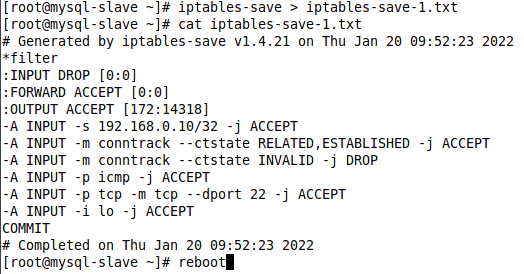 [root@mysql-slave ~]# iptables-save > iptables-save-1.txt
[root@mysql-slave ~]# cat iptables-save-1.txt
# Generated by iptables-save v1.4.21 on Thu Jan 20 09:52:23 2022
*filter
:INPUT DROP [0:0]
:FORWARD ACCEPT [0:0]
:OUTPUT ACCEPT [172:14318]
-A INPUT -s 192.168.0.10/32 -j ACCEPT
-A INPUT -m conntrack --ctstate RELATED,ESTABLISHED -j ACCEPT
-A INPUT -m conntrack --ctstate INVALID -j DROP
-A INPUT -p icmp -j ACCEPT
-A INPUT -p tcp -m tcp --dport 22 -j ACCEPT
-A INPUT -i lo -j ACCEPT
COMMIT
# Completed on Thu Jan 20 09:52:23 2022
[root@mysql-slave ~]# reboot